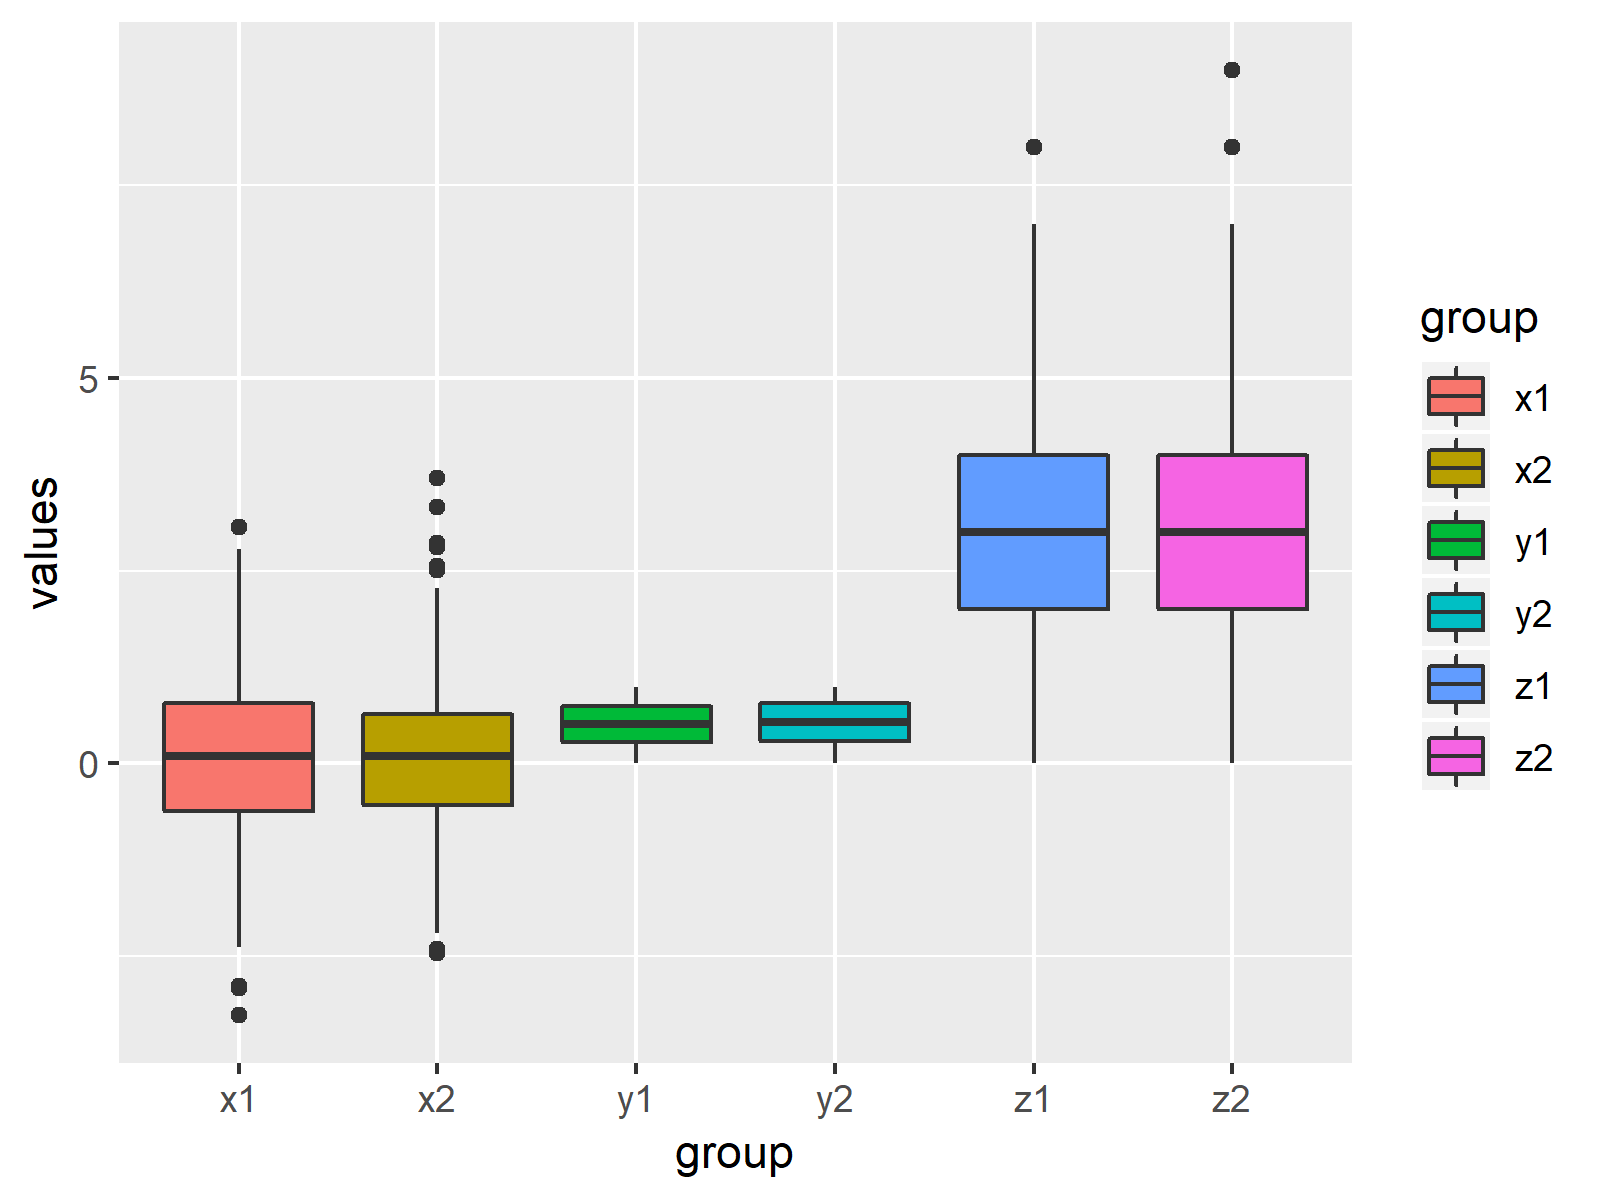 values
5
0
x1 x2 y1 y2 z1 z2
group
group
x1
x2
y1
y2
z1
z2